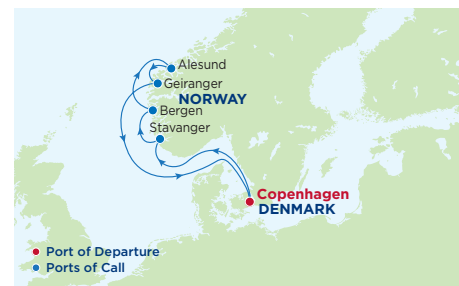 Alesund
Geiranger
NORWAY
Bergen
Stavanger
Copenhagen
DENMARK
Port of Departure
Ports of Call